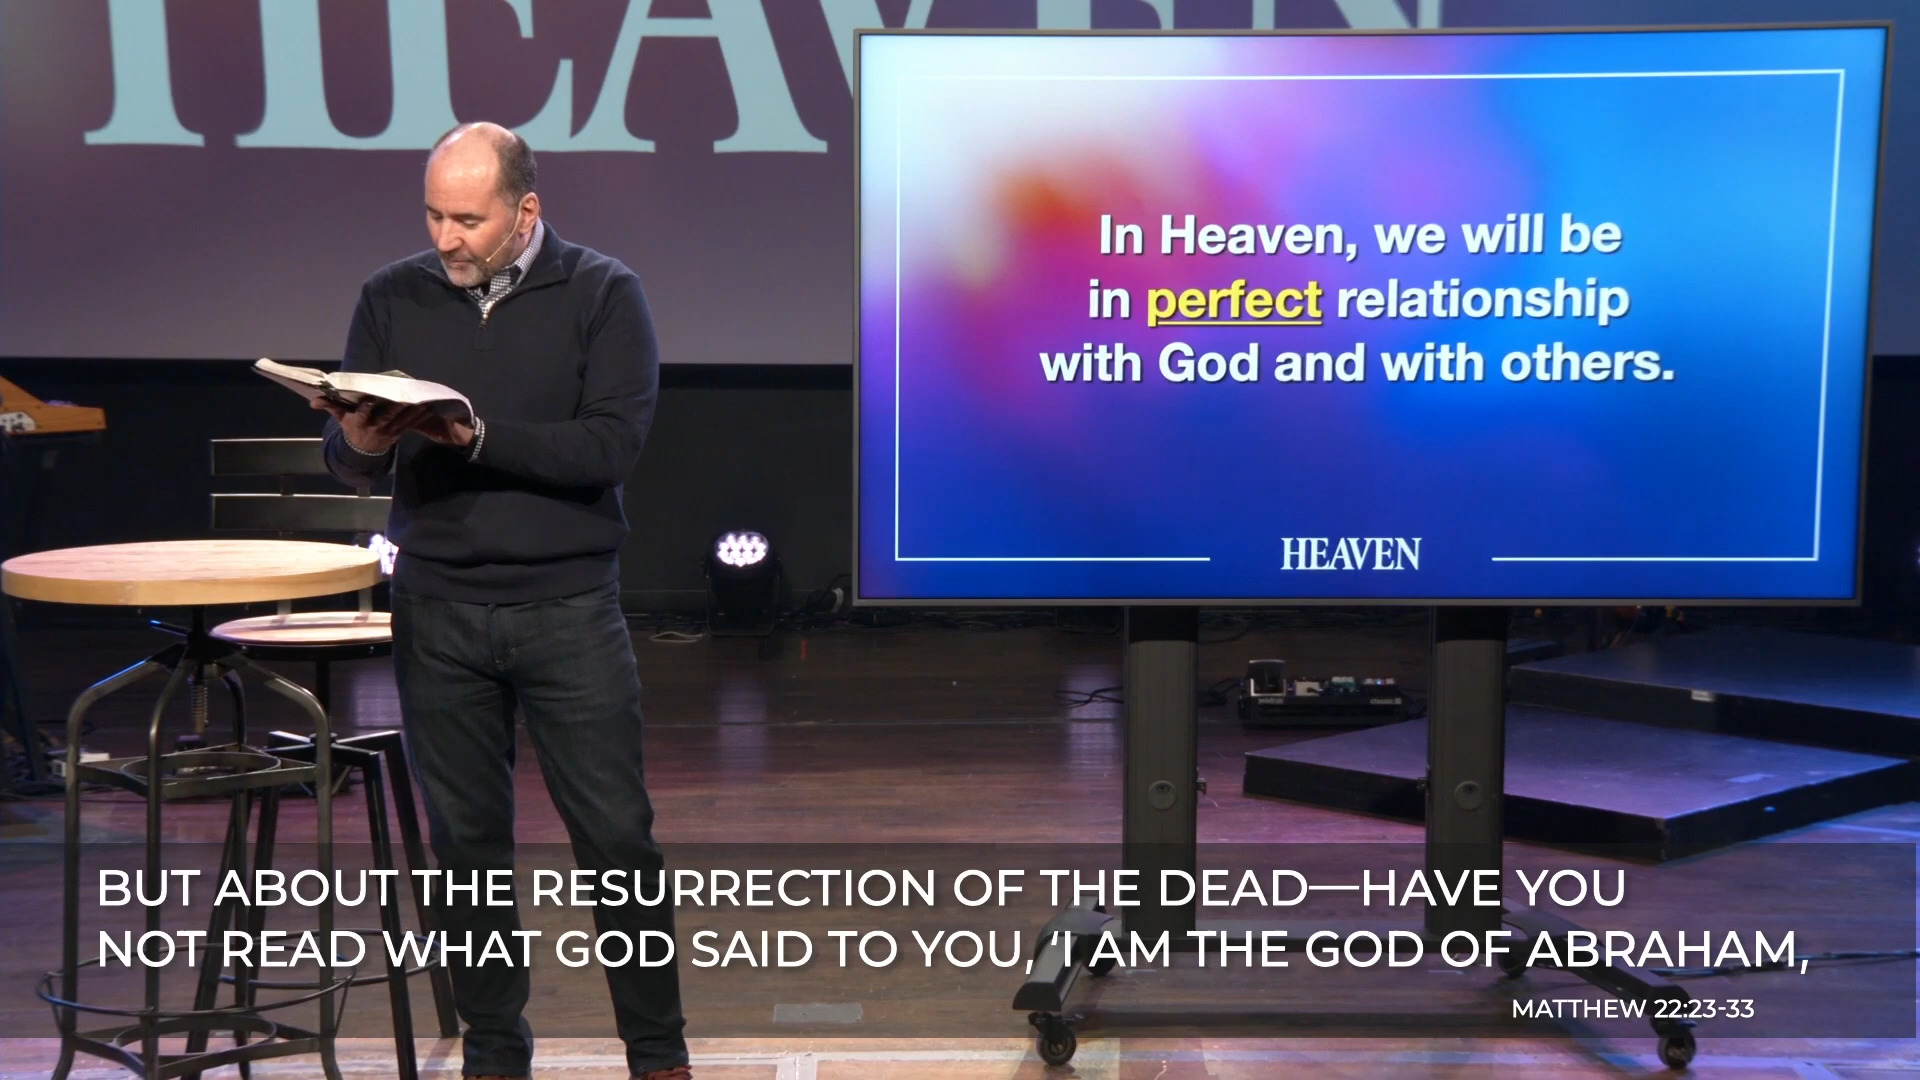 HEAVEN
In Heaven, we will be
in perfect relationship
with God and with others.
HEAVEN
BUT ABOUT THE RESURRECTION OF THE DEAD—HAVE YOU
NOT READ WHAT GOD SAID TO YOU, ‘I AM THE GOD OF ABRAHAM,
MATTHEW 22:23-33